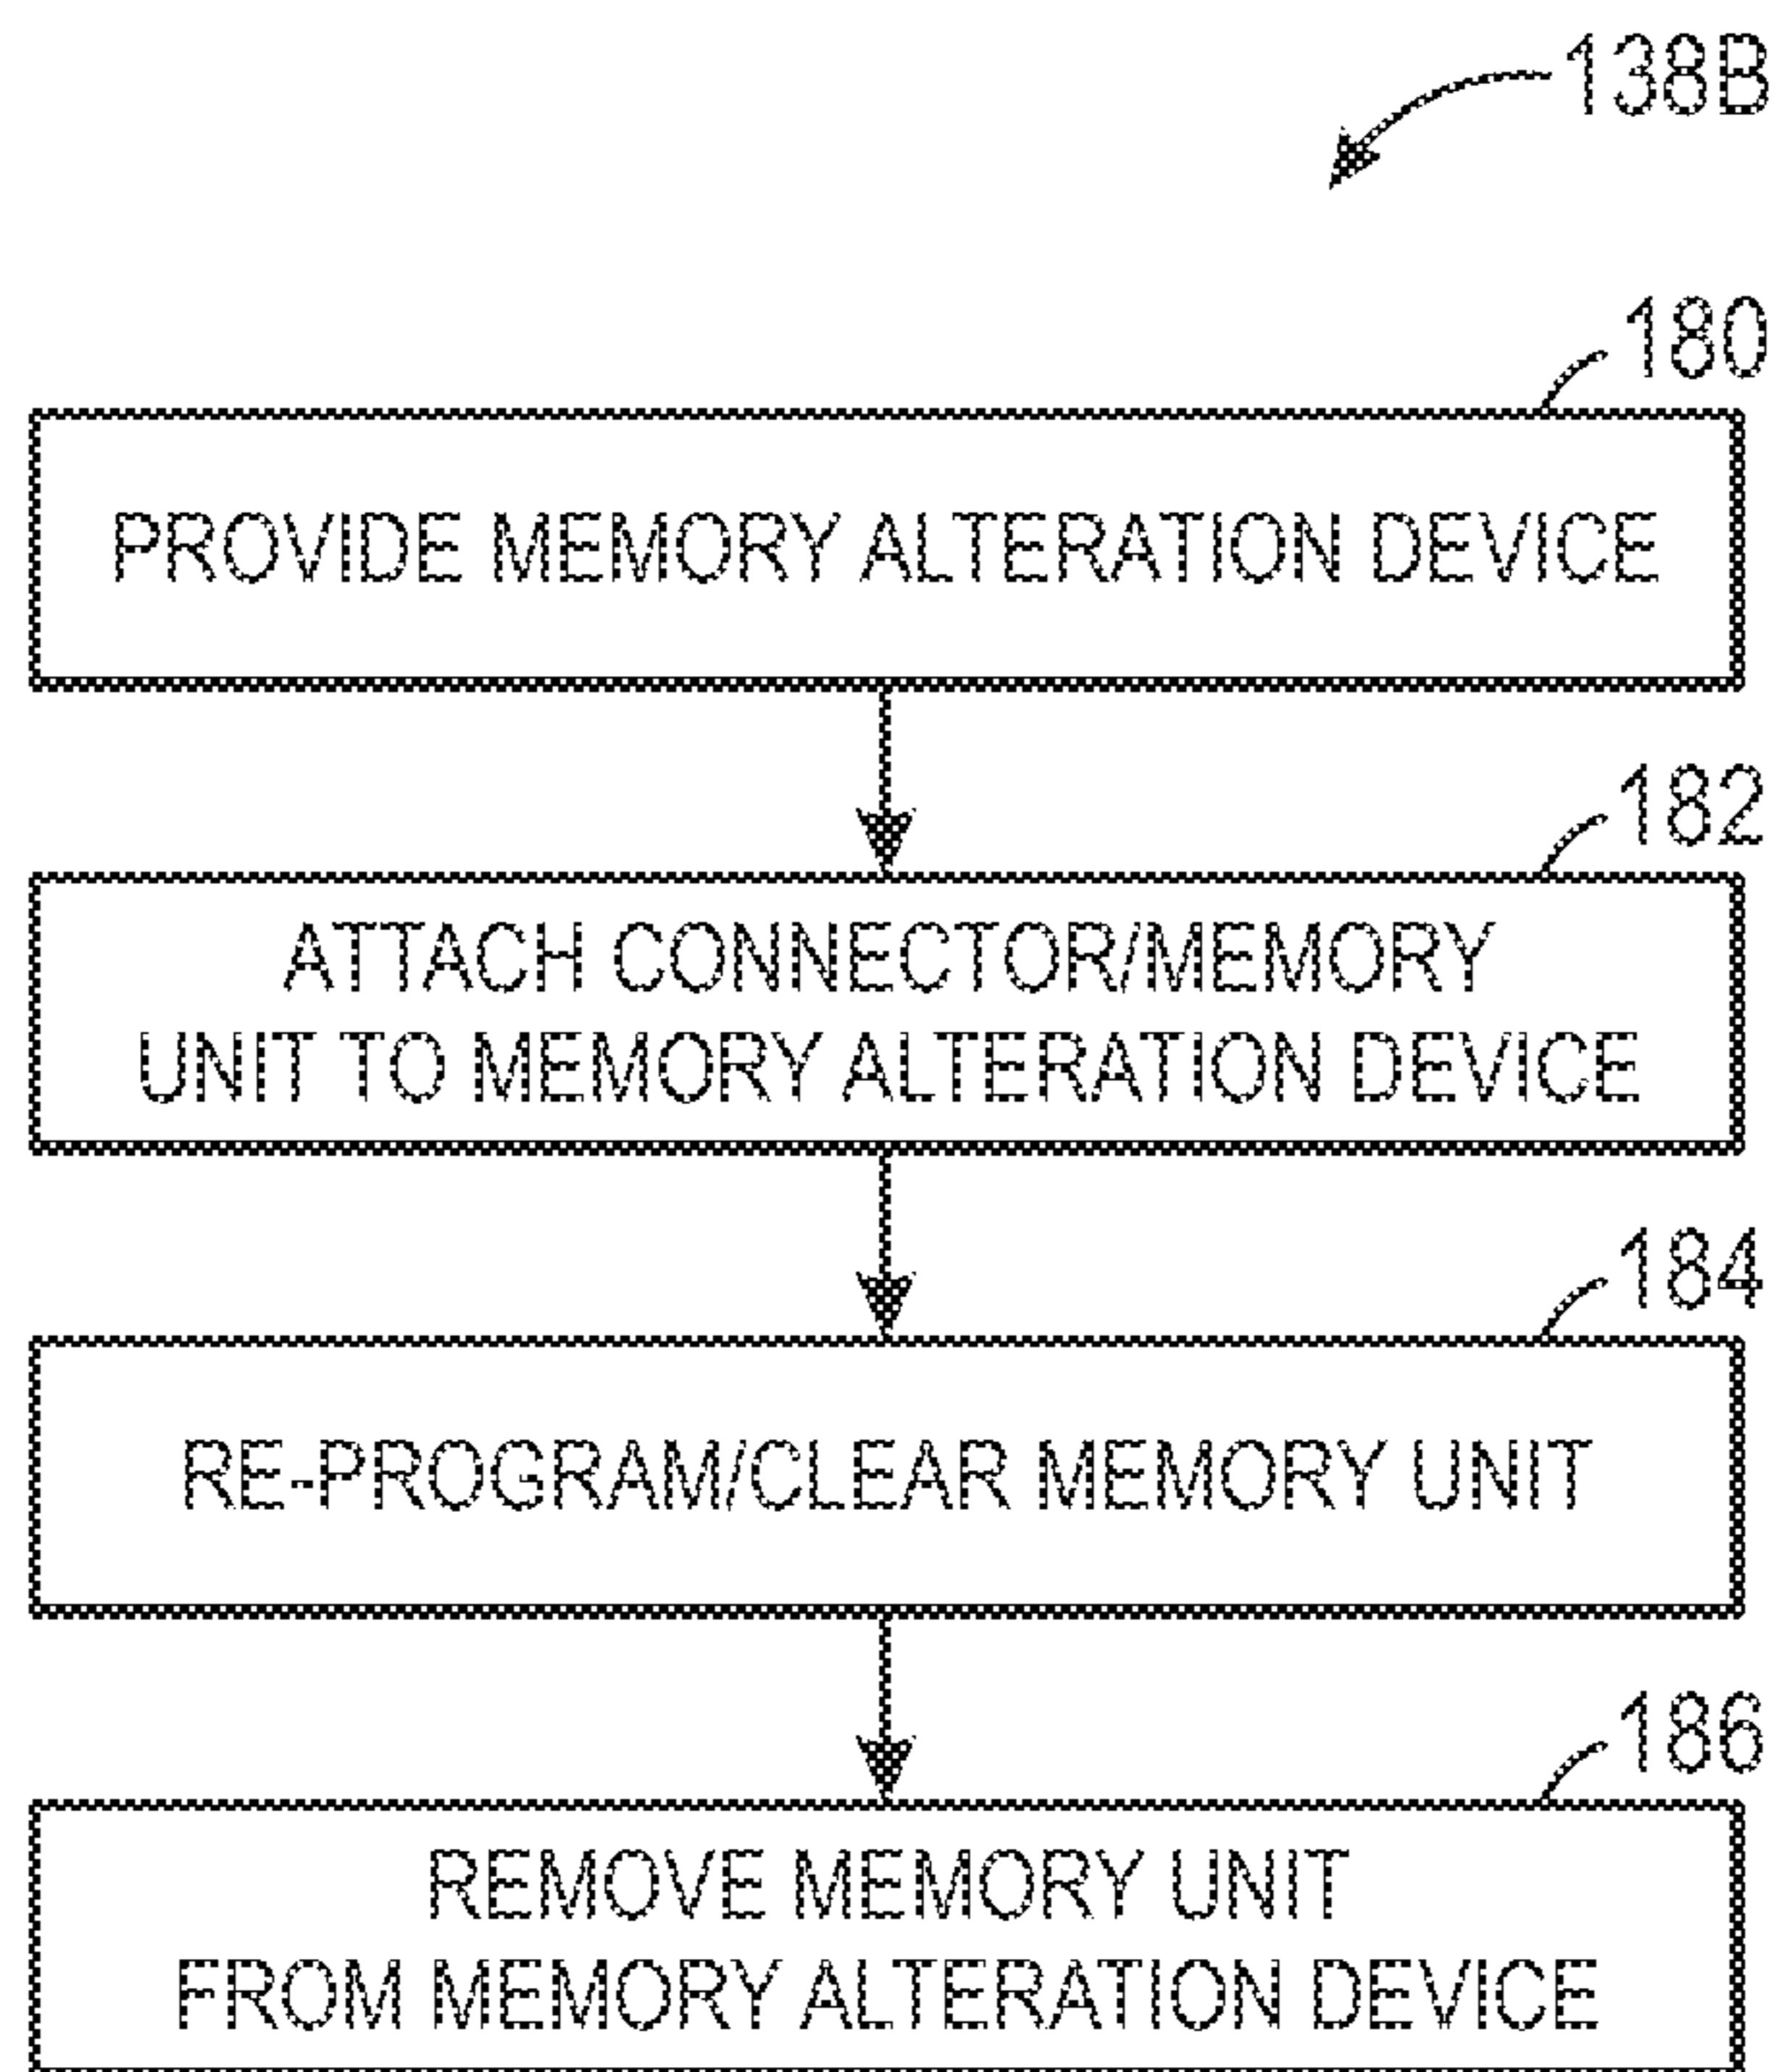 138B
180
PROVIDE MEMORY ALTERATION DEVICE
182
ATTACH CONNECTOR/MEMORY
UNIT TO MEMORY ALTERATION DEVICE
184
RE-PROGRAM/CLEAR MEMORY UNIT
186
REMOVE MEMORY UNIT
FROM MEMORY ALTERATION DEVICE